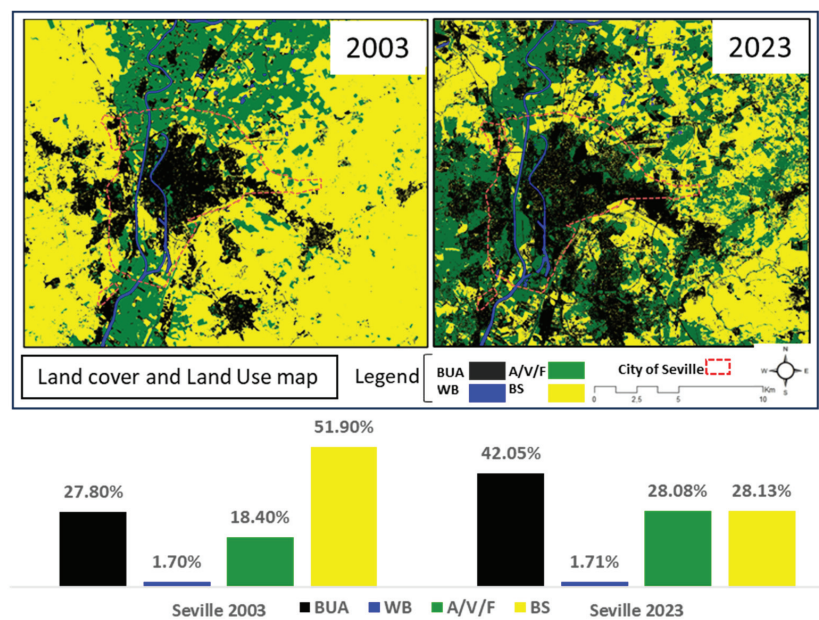 2003
2023
Land cover and Land Use map
Legend
BUA
A/V/F
WB
BS
City of Seville
N
W
E
S
0
2.5
5
10
Km
27.80%
1.70%
18.40%
51.90%
42.05%
1.71%
28.08%
28.13%
Seville 2003
BUA
WB
A/V/F
BS
Seville 2023